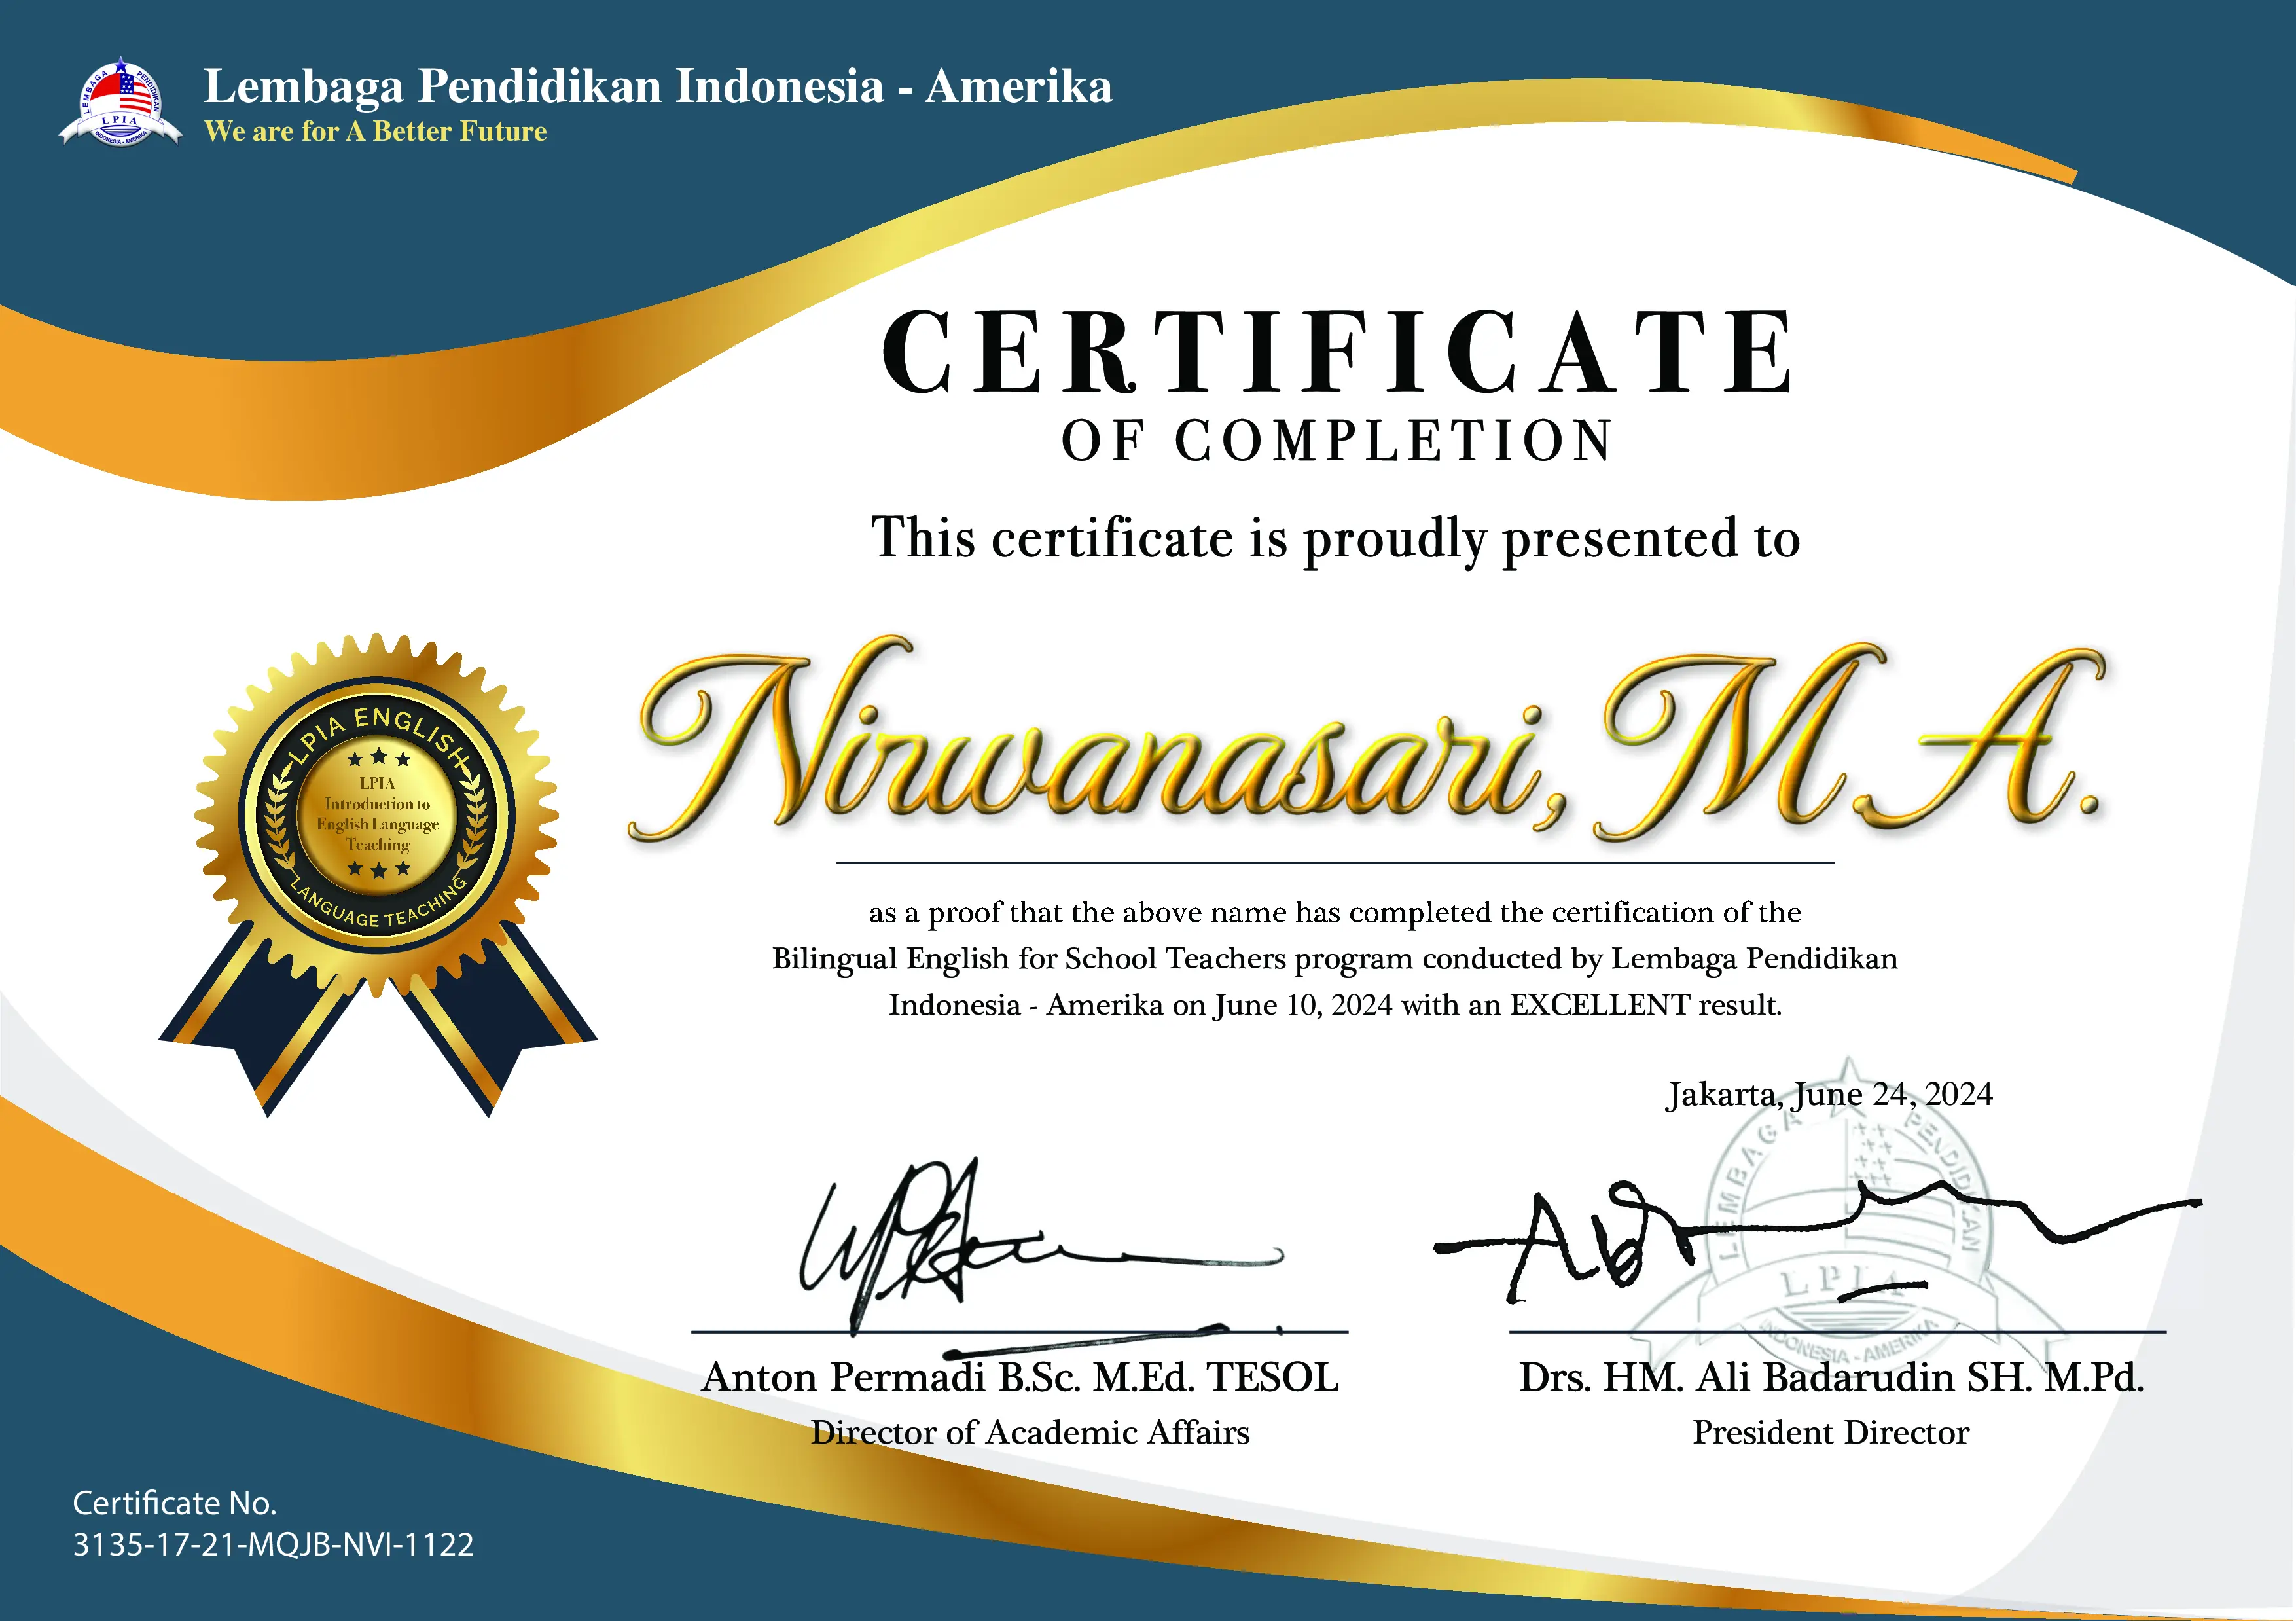 LEMBAGA PENDIDIKAN
LPIA
INDONESIA - AMERIKA
Lembaga Pendidikan Indonesia - Amerika
We are for A Better Future
CERTIFICATE
OF COMPLETION
This certificate is proudly presented to
Nirwanasari, M.A.
LPIA ENGLISH
LPIA
Introduction to
English Language
Teaching
LANGUAGE TEACHING
as a proof that the above name has completed the certification of the
Bilingual English for School Teachers program conducted by Lembaga Pendidikan
Indonesia - Amerika on June 10, 2024 with an EXCELLENT result.
Jakarta, June 24, 2024
LEMBAGA PENDIDIKAN
LPIA
INDONESIA - AMERIKA
Anton Permadi B.Sc. M.Ed. TESOL
Director of Academic Affairs
Drs. HM. Ali Badarudin SH. M.Pd.
President Director
Certificate No.
3135-17-21-MQJB-NVI-1122